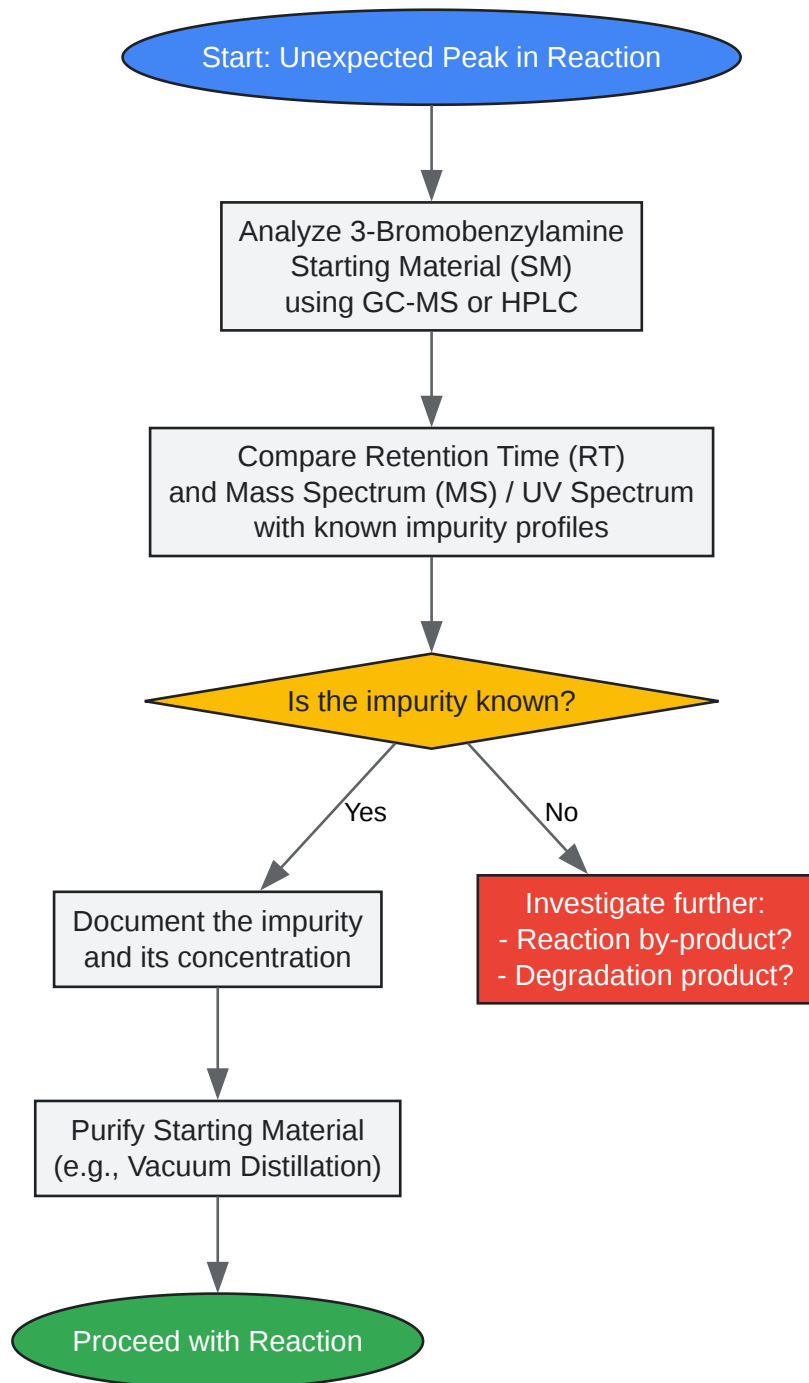 Start: Unexpected Peak in Reaction
Analyze 3-Bromobenzylamine
Starting Material (SM)
using GC-MS or HPLC
Compare Retention Time (RT)
and Mass Spectrum (MS) / UV Spectrum
with known impurity profiles
Is the impurity known?
Yes
No
Document the impurity
and its concentration
Investigate further:
- Reaction by-product?
- Degradation product?
Purify Starting Material
(e.g., Vacuum Distillation)
Proceed with Reaction